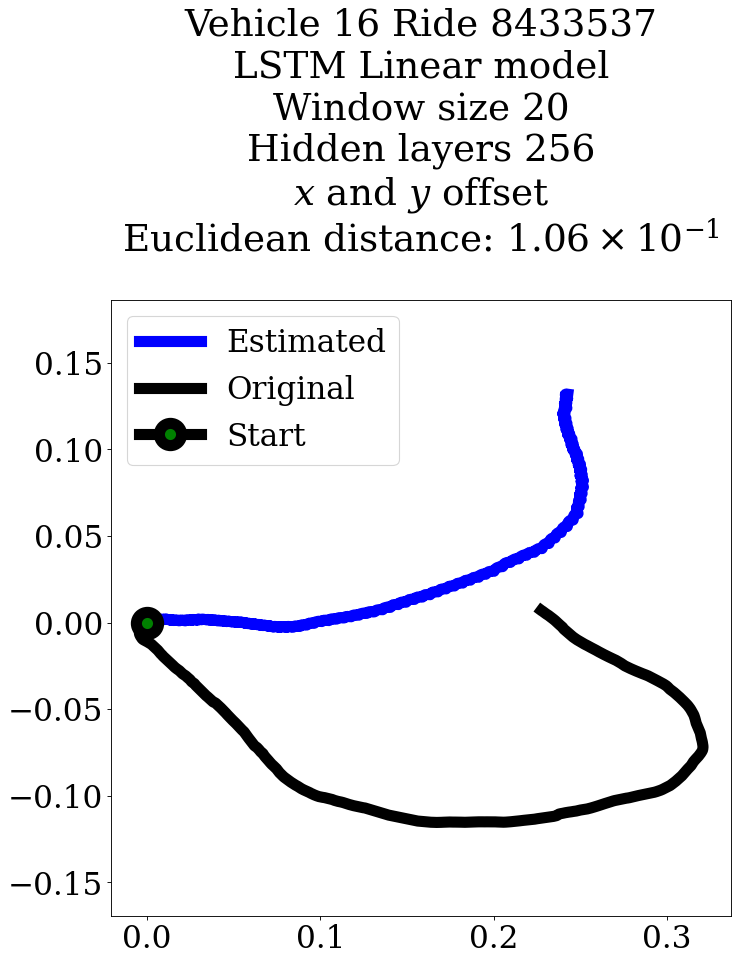 Vehicle 16 Ride 8433537
LSTM Linear model
Window size 20
Hidden layers 256
x and y offset
Euclidean distance: 1.06 × 10⁻¹
Estimated
Original
Start
0.15
0.10
0.05
0.00
−0.05
−0.10
−0.15
0.0 0.1 0.2 0.3